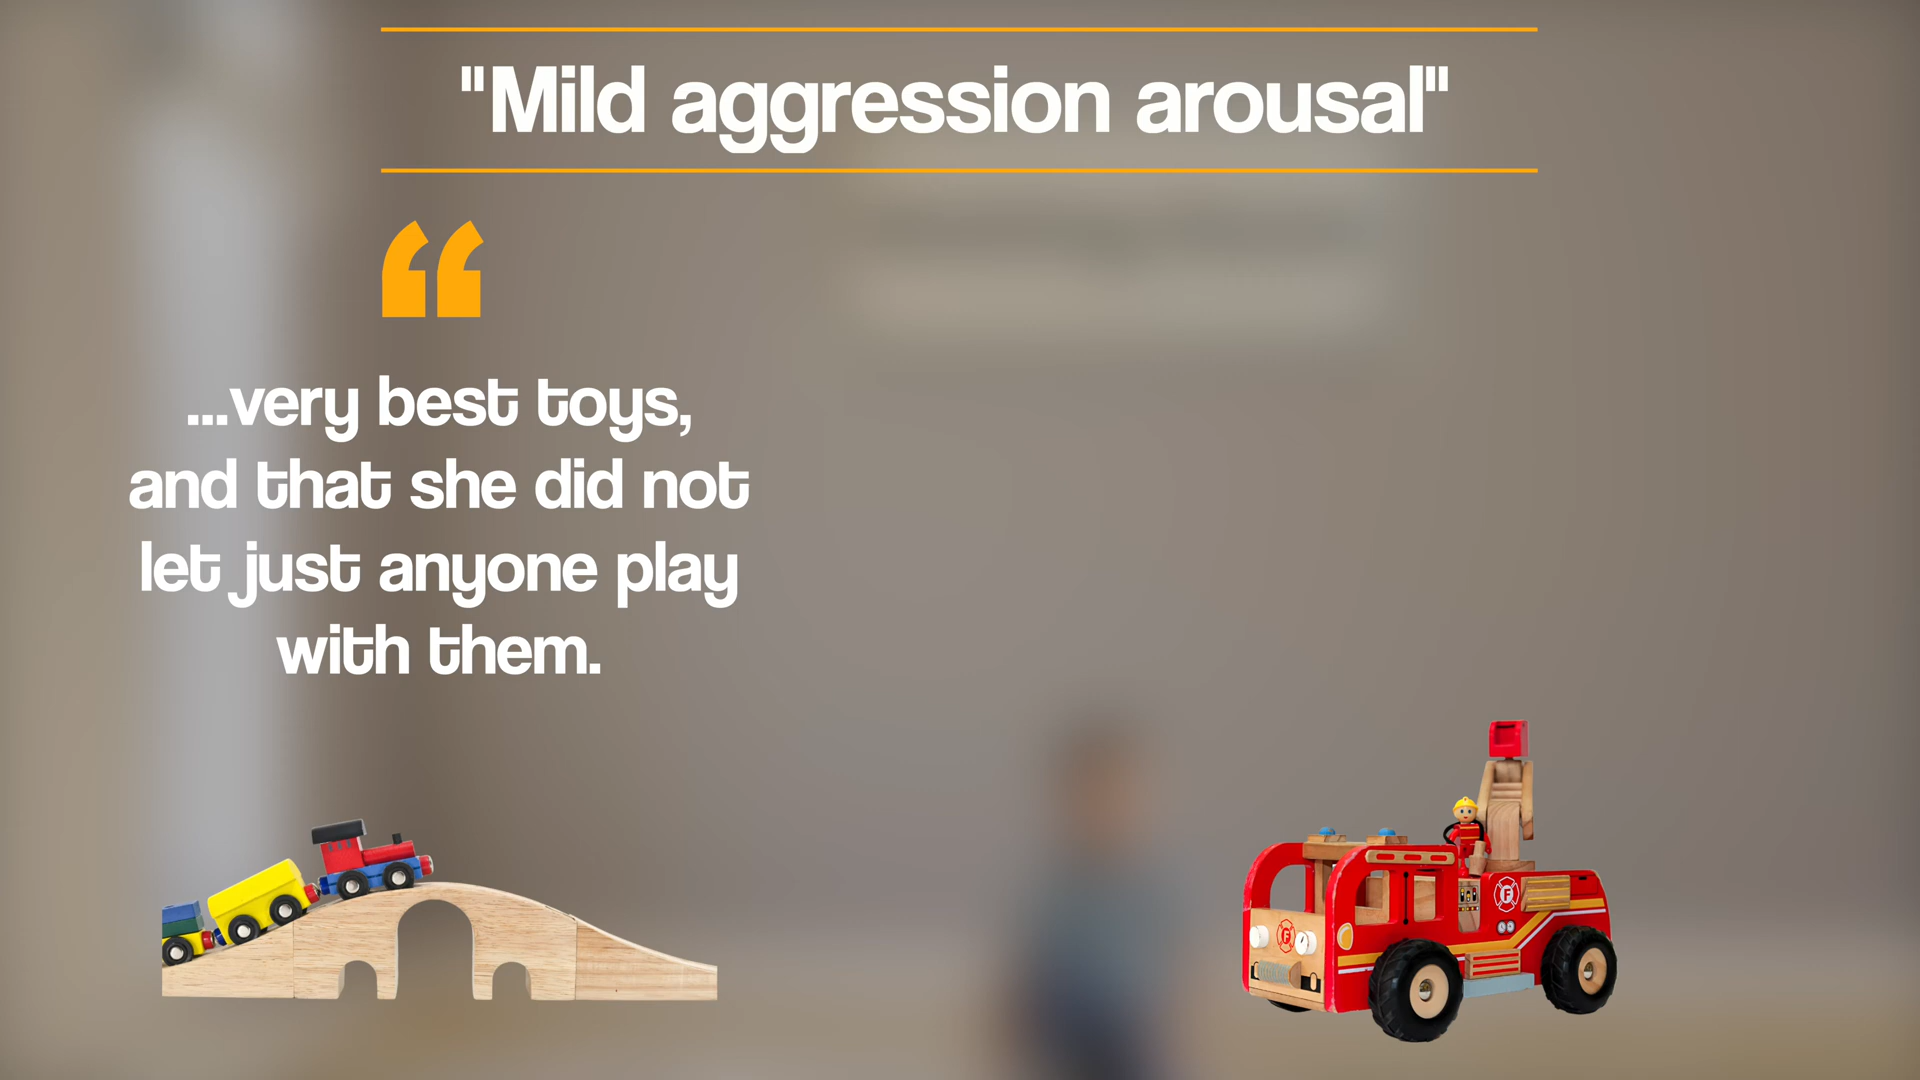 "Mild aggression arousal"
“
...very best toys,
and that she did not
let just anyone play
with them.
F
F